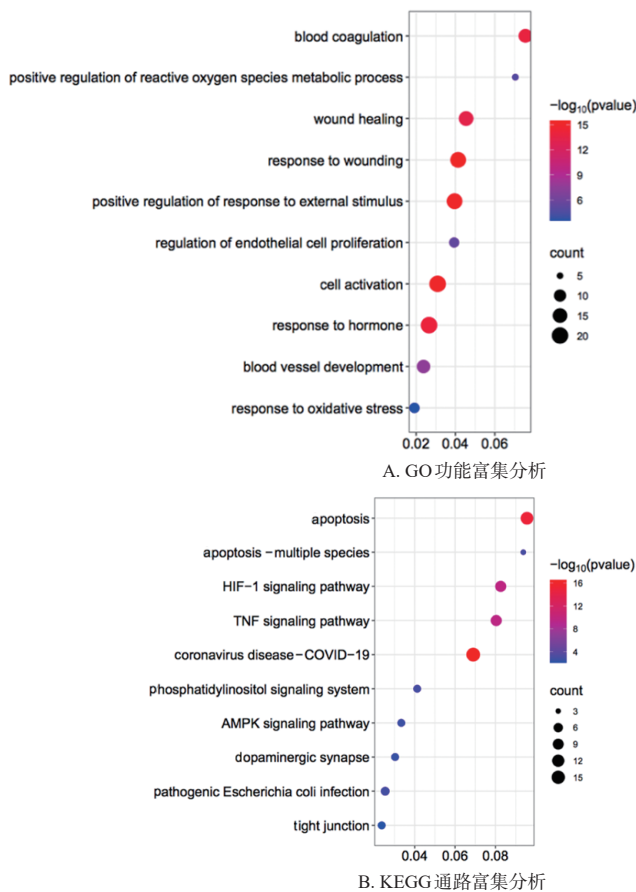 blood coagulation
positive regulation of reactive oxygen species metabolic process
wound healing
response to wounding
positive regulation of response to external stimulus
regulation of endothelial cell proliferation
cell activation
response to hormone
blood vessel development
response to oxidative stress
0.02 0.04 0.06
−log10(pvalue)
15
12
9
6
count
5
10
15
20
A. GO功能富集分析
apoptosis
apoptosis −multiple species
HIF−1 signaling pathway
TNF signaling pathway
coronavirus disease−COVID−19
phosphatidylinositol signaling system
AMPK signaling pathway
dopaminergic synapse
pathogenic Escherichia coli infection
tight junction
0.04 0.06 0.08
−log10(pvalue)
16
12
8
4
count
3
6
9
12
15
B. KEGG通路富集分析